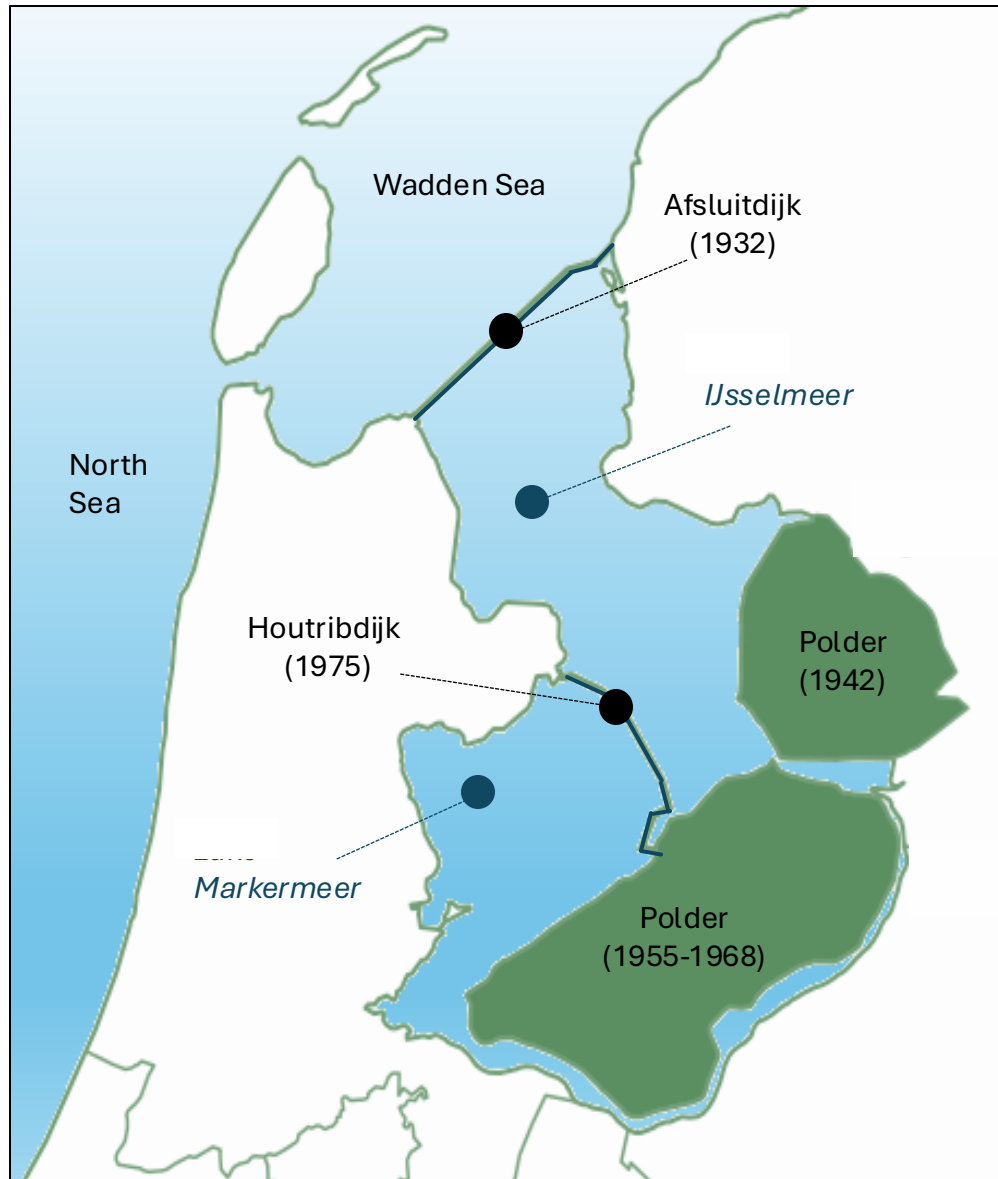 Wadden Sea
Afsluitdijk
(1932)
IJsselmeer
North
Sea
Houtribdijk
(1975)
Polder
(1942)
Markermeer
Polder
(1955-1968)